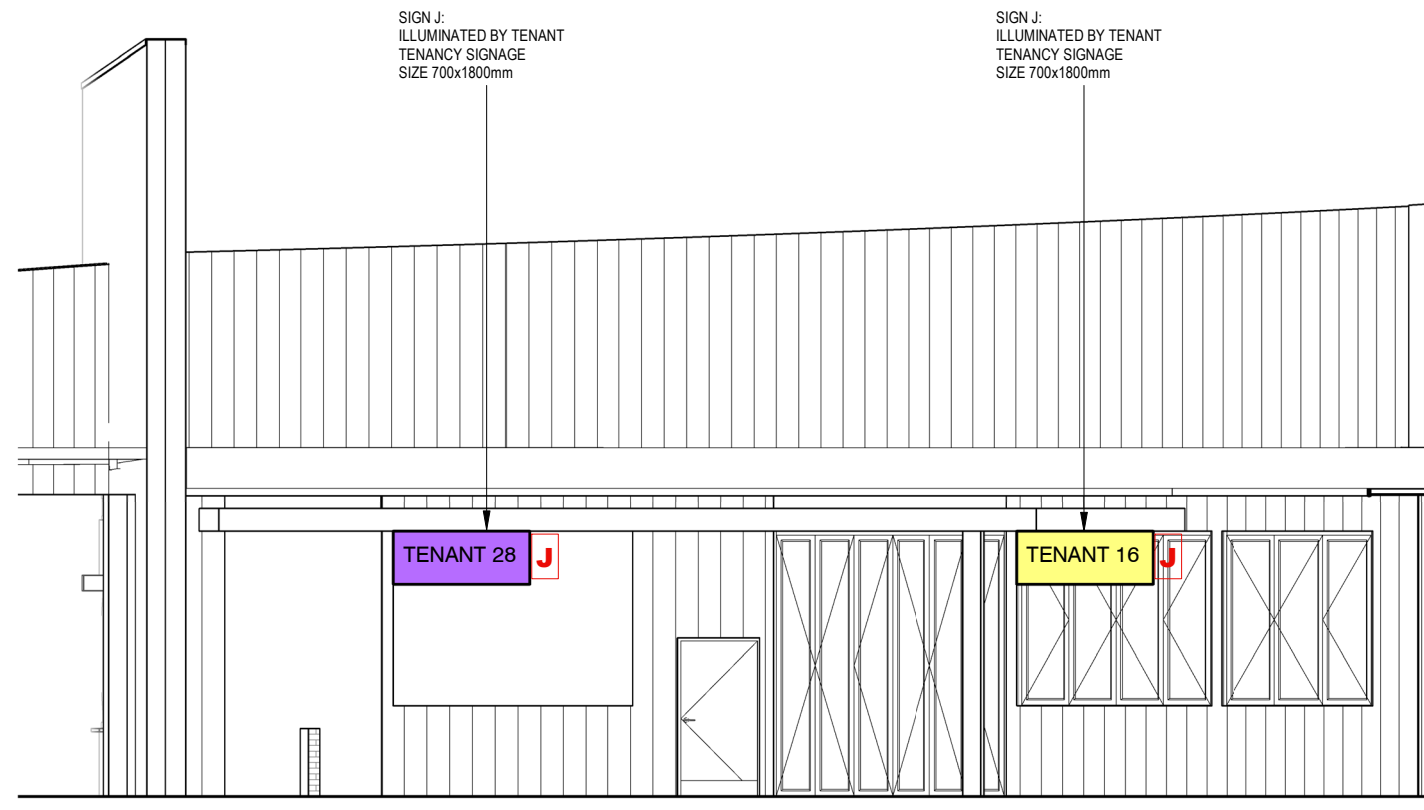 SIGN J:
ILLUMINATED BY TENANT
TENANCY SIGNAGE
SIZE 700x1800mm
SIGN J:
ILLUMINATED BY TENANT
TENANCY SIGNAGE
SIZE 700x1800mm
TENANT 28
J
TENANT 16
J